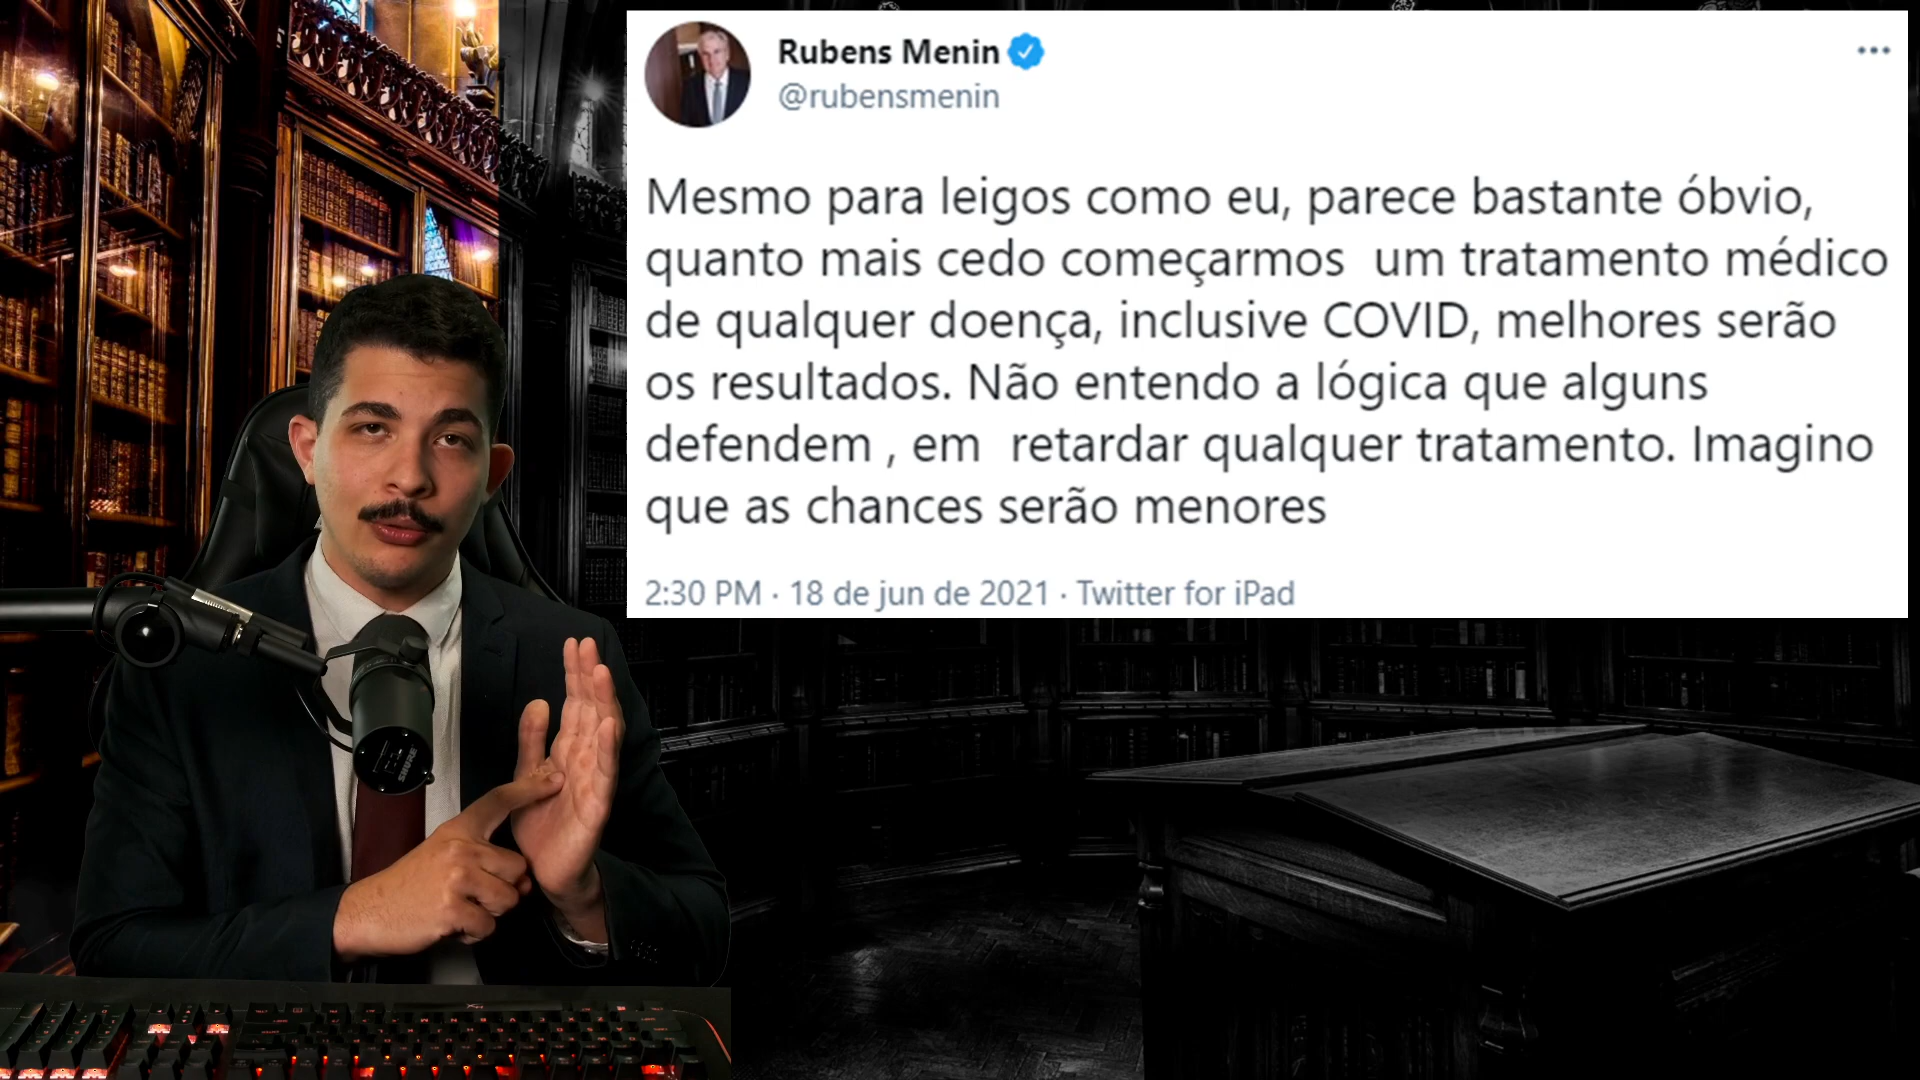 Rubens Menin
@rubensmenin
Mesmo para leigos como eu, parece bastante óbvio,
quanto mais cedo começarmos  um tratamento médico
de qualquer doença, inclusive COVID, melhores serão
os resultados. Não entendo a lógica que alguns
defendem , em  retardar qualquer tratamento. Imagino
que as chances serão menores
2:30 PM · 18 de jun de 2021 · Twitter for iPad
SHURE